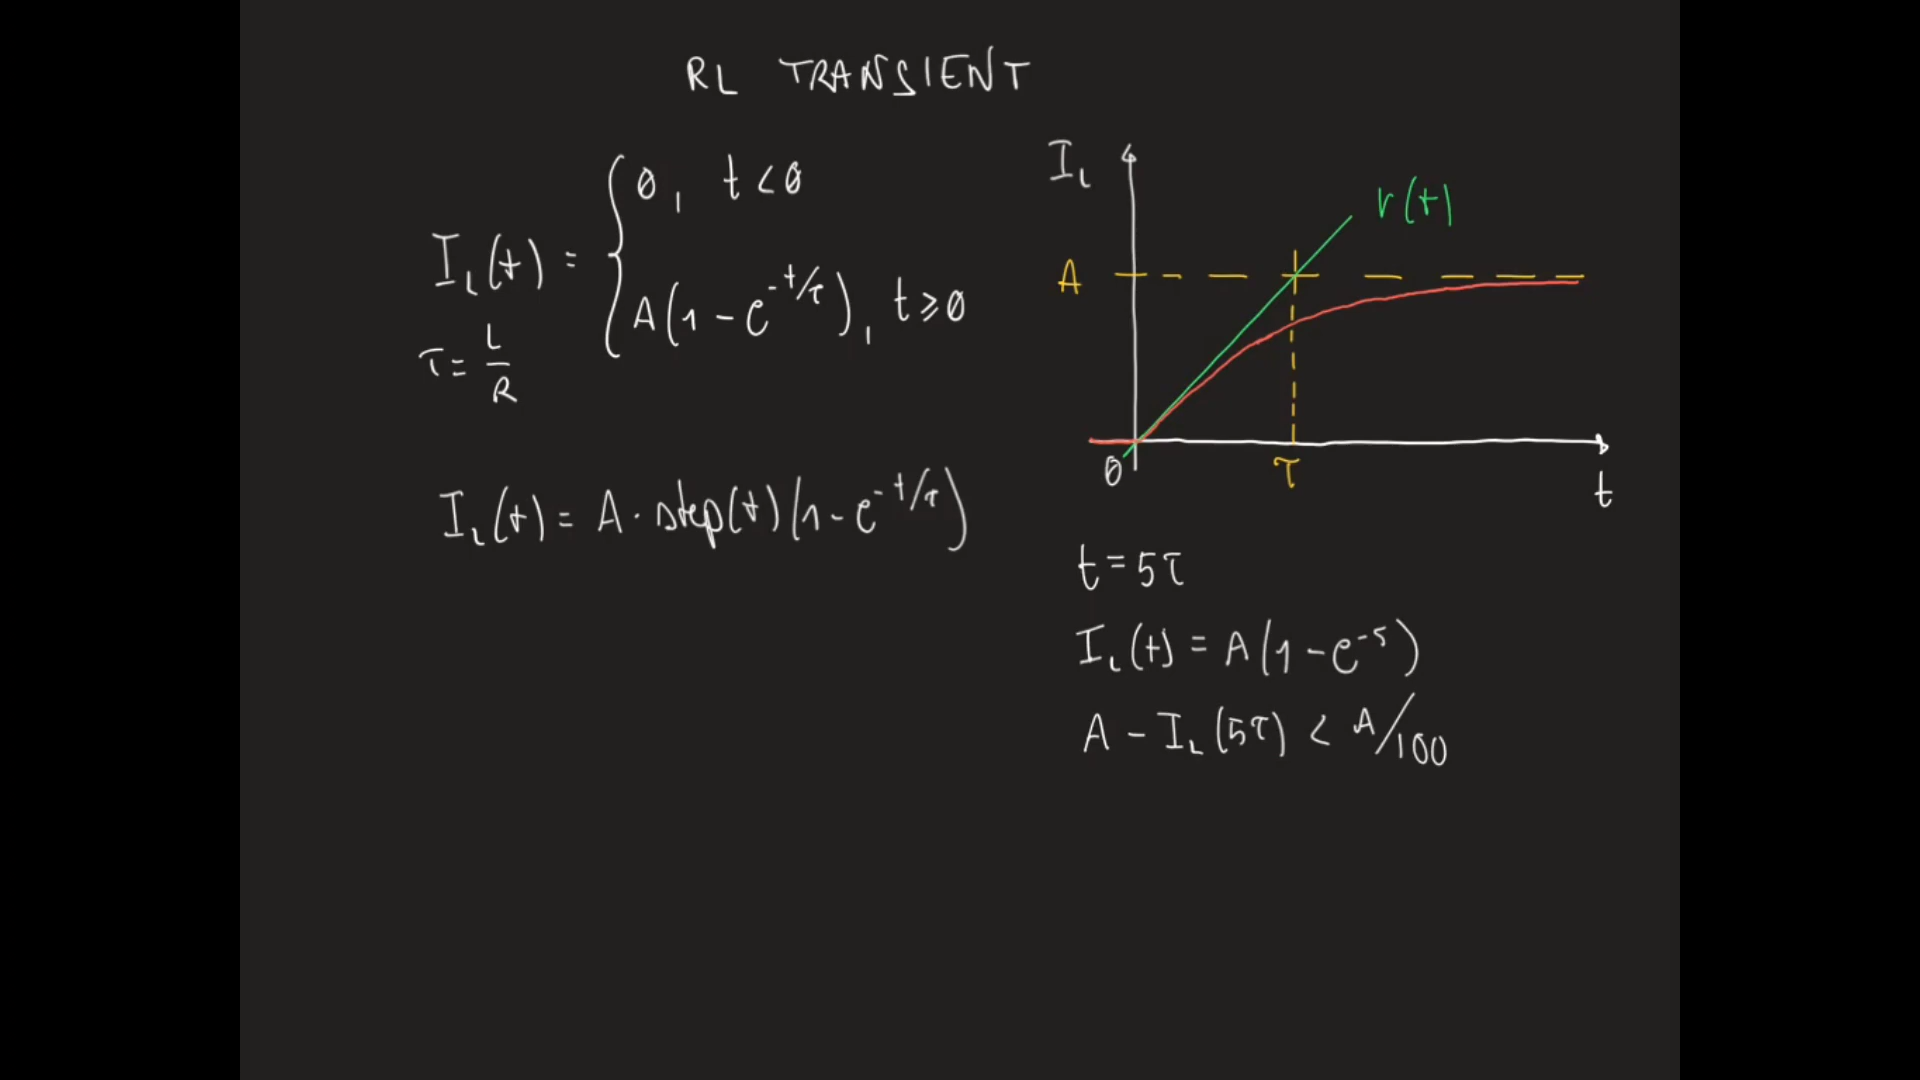 RL TRANSIENT
I_L(t) = { 0, t < 0
A(1 - e^{-t/τ}), t ≥ 0
τ = L/R
I_L(t) = A · step(t)(1 - e^{-t/τ})
I_L
r(t)
A
0
τ
t
t = 5τ
I_L(t) = A(1 - e^{-5})
A - I_L(5τ) < A/100